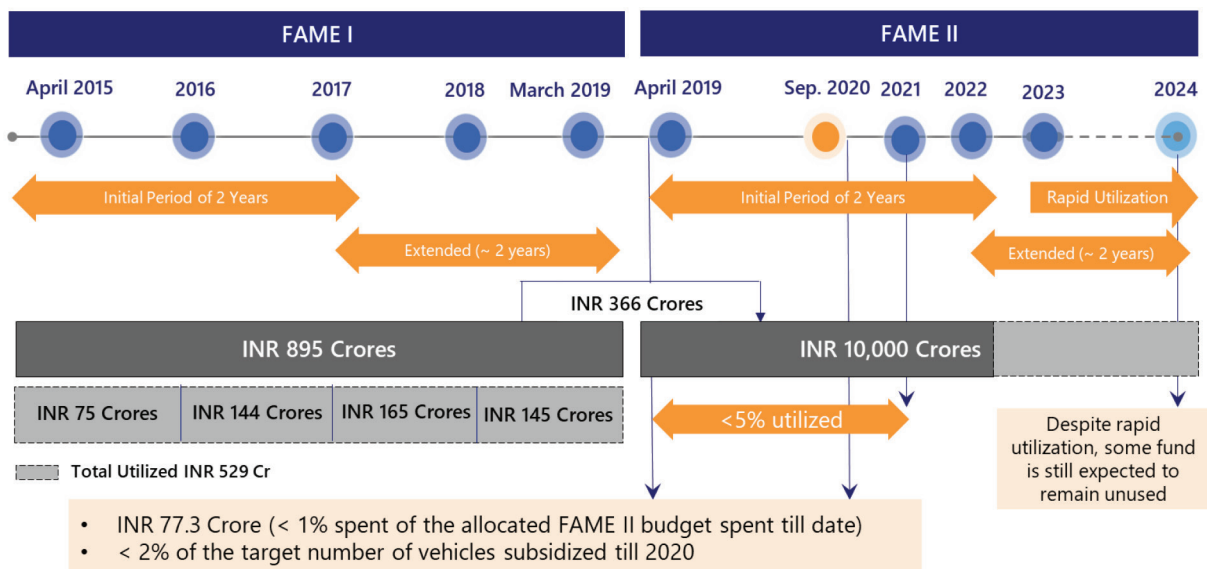 FAME I
FAME II
April 2015
2016
2017
2018
March 2019
April 2019
Sep. 2020
2021
2022
2023
2024
Initial Period of 2 Years
Initial Period of 2 Years
Rapid Utilization
Extended (~ 2 years)
Extended (~ 2 years)
INR 366 Crores
INR 895 Crores
INR 10,000 Crores
INR 75 Crores
INR 144 Crores
INR 165 Crores
INR 145 Crores
<5% utilized
Despite rapid
utilization, some fund
is still expected to
remain unused
Total Utilized INR 529 Cr
• INR 77.3 Crore (< 1% spent of the allocated FAME II budget spent till date)
• < 2% of the target number of vehicles subsidized till 2020